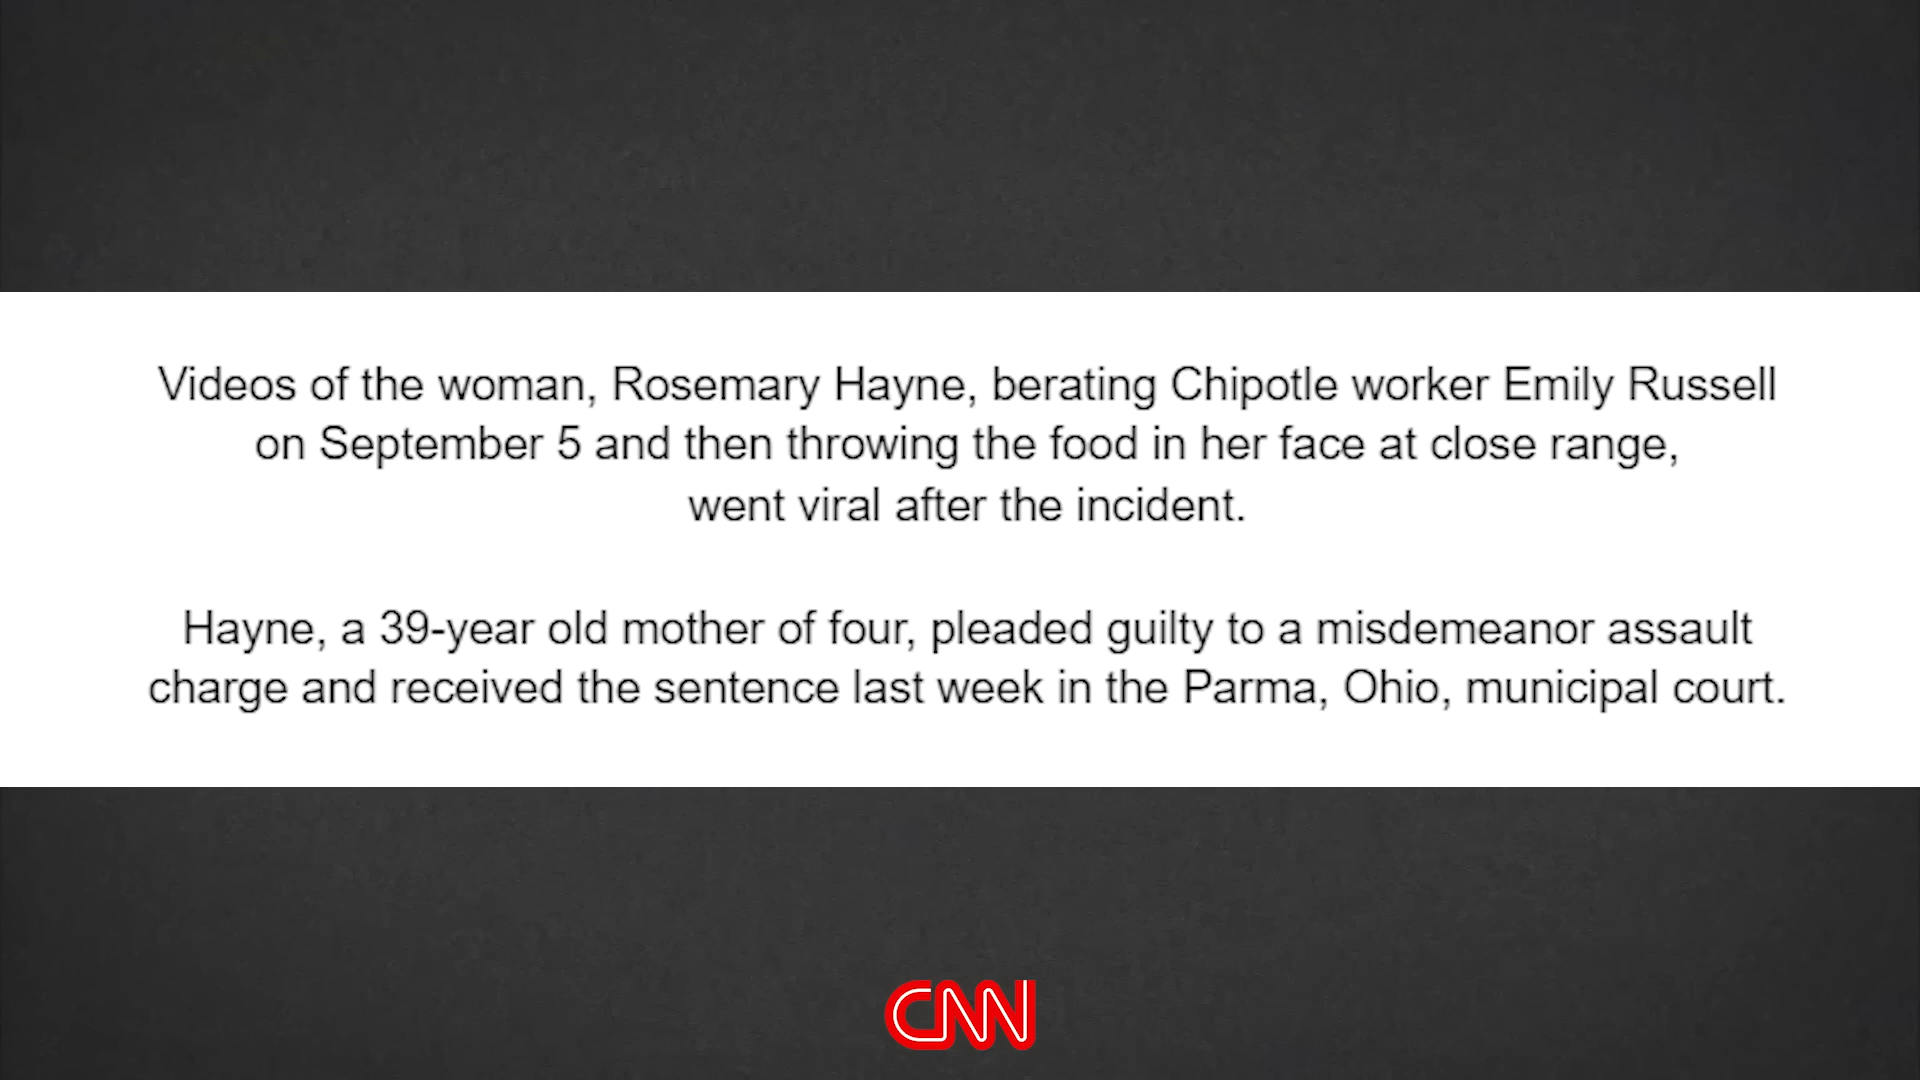 Videos of the woman, Rosemary Hayne, berating Chipotle worker Emily Russell
on September 5 and then throwing the food in her face at close range,
went viral after the incident.
Hayne, a 39-year old mother of four, pleaded guilty to a misdemeanor assault
charge and received the sentence last week in the Parma, Ohio, municipal court.
CNN